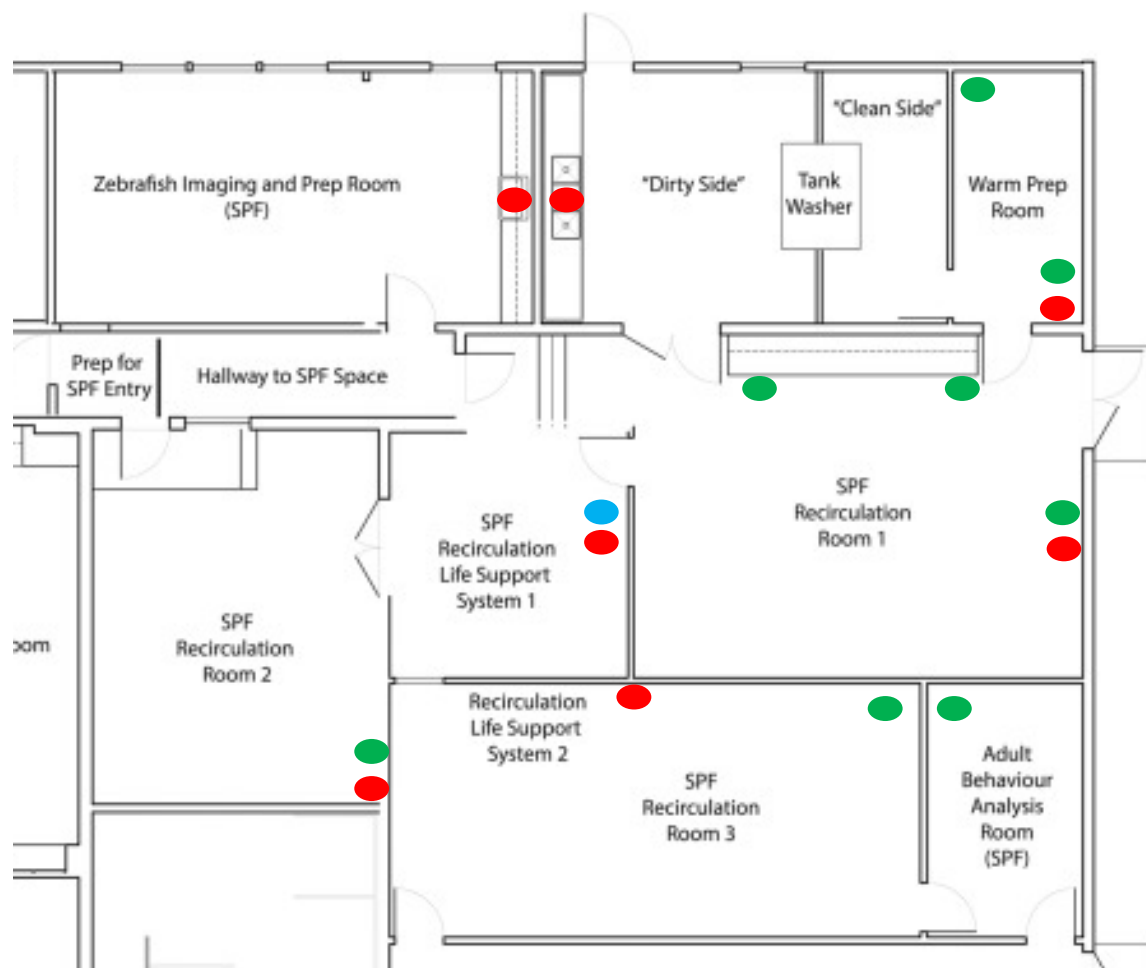 Zebrafish Imaging and Prep Room
(SPF)
"Dirty Side"
"Clean Side"
Tank
Washer
Warm Prep
Room
Prep for
SPF Entry
Hallway to SPF Space
SPF
Recirculation
Life Support
System 1
SPF
Recirculation
Room 1
SPF
Recirculation
Room 2
oom
Recirculation
Life Support
System 2
SPF
Recirculation
Room 3
Adult
Behaviour
Analysis
Room
(SPF)